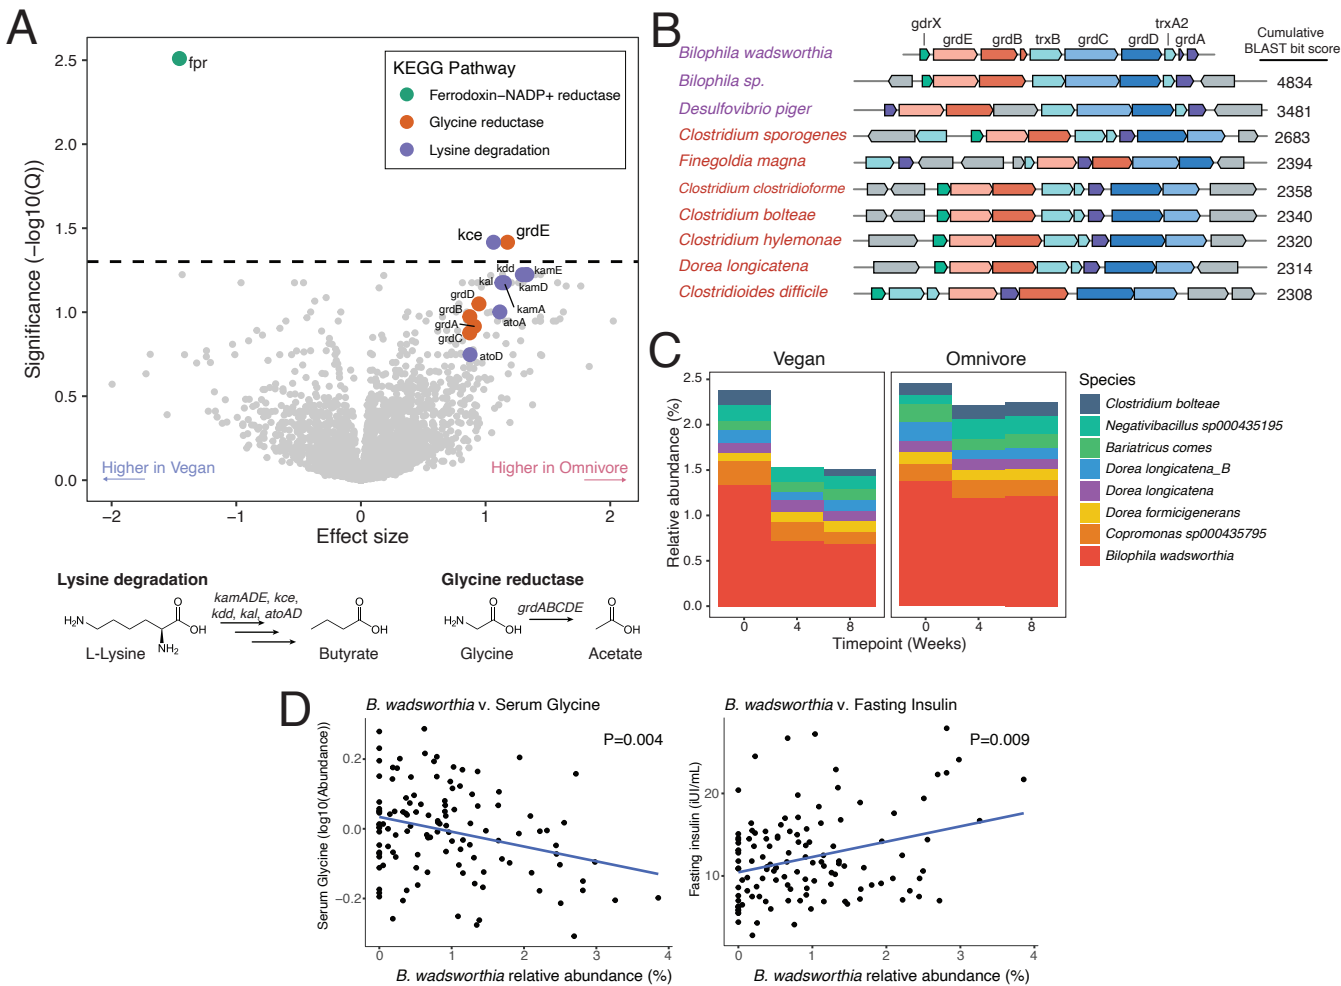 A
Significance (−log10(Q))
2.5
2.0
1.5
1.0
0.5
0.0
fpr
KEGG Pathway
Ferrodoxin−NADP+ reductase
Glycine reductase
Lysine degradation
kce
grdE
kdd
kamE
kal
kamD
grdD
kamA
grdB
atoA
grdA
grdC
atoD
Higher in Vegan
Higher in Omnivore
−2
−1
0
1
2
Effect size
Lysine degradation
kamADE, kce,
kdd, kal, atoAD
H₂N
O
OH
NH₂
L-Lysine
O
OH
Butyrate
Glycine reductase
grdABCDE
H₂N
O
OH
Glycine
O
OH
Acetate
B
gdrX
grdE
grdB
trxB
grdC
grdD
trxA2
grdA
Cumulative
BLAST bit score
Bilophila wadsworthia
Bilophila sp.
4834
Desulfovibrio piger
3481
Clostridium sporogenes
2683
Finegoldia magna
2394
Clostridium clostridioforme
2358
Clostridium bolteae
2340
Clostridium hylemonae
2320
Dorea longicatena
2314
Clostridioides difficile
2308
C
Vegan
Omnivore
Relative abundance (%)
2.5
2.0
1.5
1.0
0.5
0.0
0
4
8
0
4
8
Timepoint (Weeks)
Species
Clostridium bolteae
Negativibacillus sp000435195
Bariatricus comes
Dorea longicatena_B
Dorea longicatena
Dorea formicigenerans
Copromonas sp000435795
Bilophila wadsworthia
D
B. wadsworthia v. Serum Glycine
P=0.004
Serum Glycine (log10(Abundance))
0.2
0.0
−0.2
0
1
2
3
4
B. wadsworthia relative abundance (%)
B. wadsworthia v. Fasting Insulin
P=0.009
Fasting insulin (iUI/mL)
20
10
0
1
2
3
4
B. wadsworthia relative abundance (%)